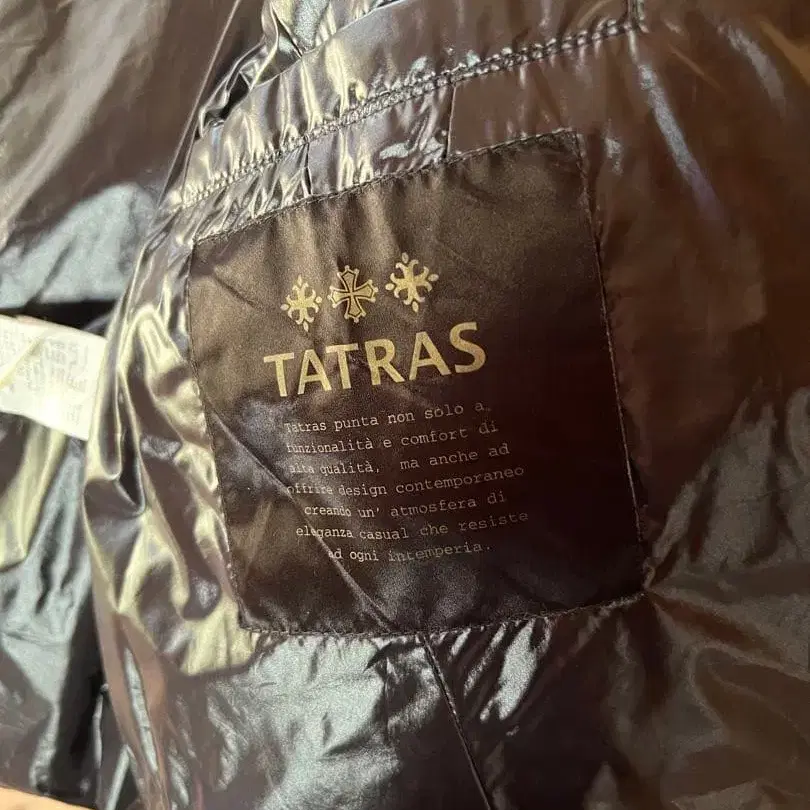 TATRAS
Tatras punta non solo a
funzionalità e comfort di
alta qualità, ma anche ad
offrire design contemporaneo
creando un' atmosfera di
eleganza casual che resiste
ad ogni intemperia.